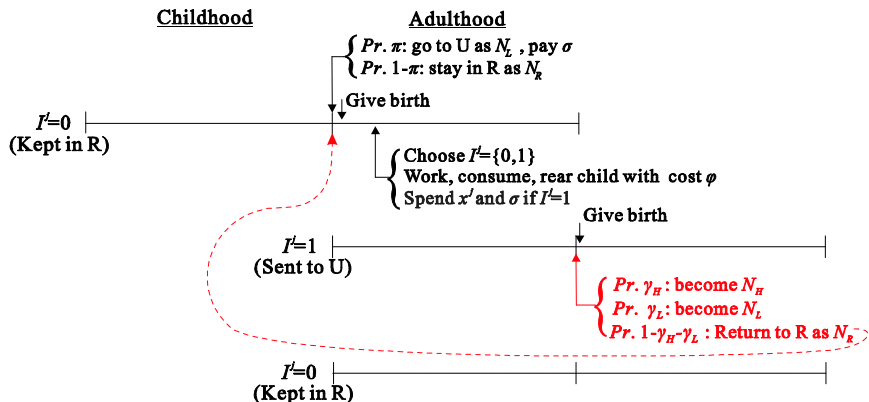 Childhood Adulthood
Pr. π: go to U as N_L , pay σ
Pr. 1-π: stay in R as N_R
Give birth
I^J=0
(Kept in R)
Choose I^J={0,1}
Work, consume, rear child with cost φ
Spend x^J and σ if I^J=1
Give birth
I^J=1
(Sent to U)
Pr. γ_H : become N_H
Pr. γ_L : become N_L
Pr. 1-γ_H-γ_L : Return to R as N_R
I^J=0
(Kept in R)